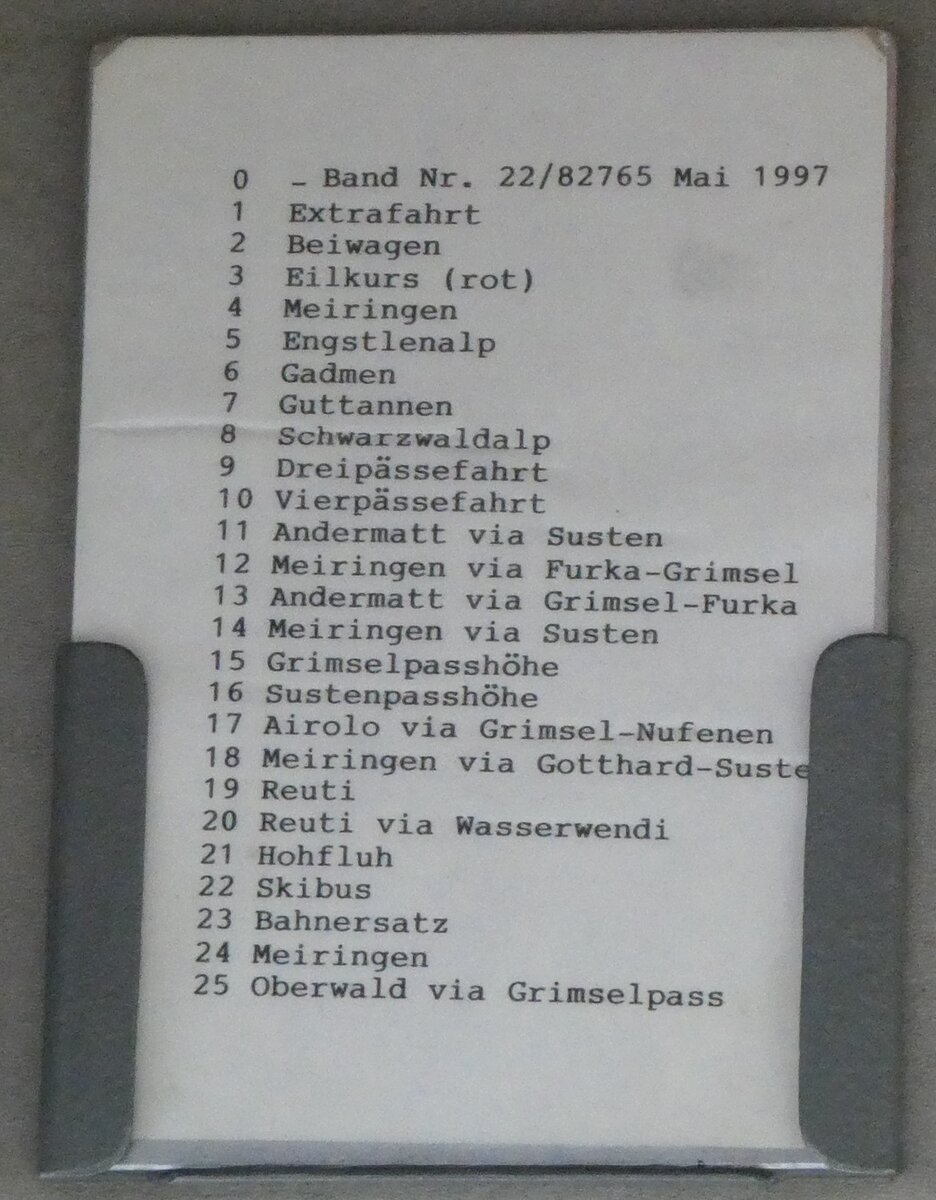 0 – Band Nr. 22/82765 Mai 1997
1 Extrafahrt
2 Beiwagen
3 Eilkurs (rot)
4 Meiringen
5 Engstlenalp
6 Gadmen
7 Guttannen
8 Schwarzwaldalp
9 Dreipässefahrt
10 Vierpässefahrt
11 Andermatt via Susten
12 Meiringen via Furka-Grimsel
13 Andermatt via Grimsel-Furka
14 Meiringen via Susten
15 Grimselpasshöhe
16 Sustenpasshöhe
17 Airolo via Grimsel-Nufenen
18 Meiringen via Gotthard-Suste
19 Reuti
20 Reuti via Wasserwendi
21 Hohfluh
22 Skibus
23 Bahnersatz
24 Meiringen
25 Oberwald via Grimselpass